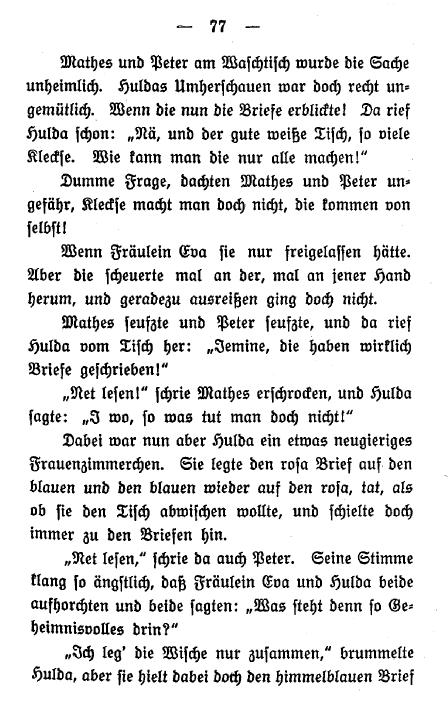 — 77 —
Mathes und Peter am Waschtisch wurde die Sache
unheimlich. Huldas Umherschauen war doch recht un-
gemütlich. Wenn die nun die Briefe erblickte! Da rief
Hulda schon: „Nä, und der gute weiße Tisch, so viele
Kleckse. Wie kann man die nur alle machen!“
Dumme Frage, dachten Mathes und Peter un-
gefähr, Kleckse macht man doch nicht, die kommen von
selbst!
Wenn Fräulein Eva sie nur freigelassen hätte.
Aber die scheuerte mal an der, mal an jener Hand
herum, und geradezu ausreißen ging doch nicht.
Mathes seufzte und Peter seufzte, und da rief
Hulda vom Tisch her: „Jemine, die haben wirklich
Briefe geschrieben!“
„Net lesen!“ schrie Mathes erschrocken, und Hulda
sagte: „I wo, so was tut man doch nicht!“
Dabei war nun aber Hulda ein etwas neugieriges
Frauenzimmerchen. Sie legte den rosa Brief auf den
blauen und den blauen wieder auf den rosa, tat, als
ob sie den Tisch abwischen wollte, und schielte doch
immer zu den Briefen hin.
„Net lesen,“ schrie da auch Peter. Seine Stimme
klang so ängstlich, daß Fräulein Eva und Hulda beide
aufhorchten und beide sagten: „Was steht denn so Ge-
heimnisvolles drin?“
„Ich leg' die Wische nur zusammen,“ brummelte
Hulda, aber sie hielt dabei doch den himmelblauen Brief